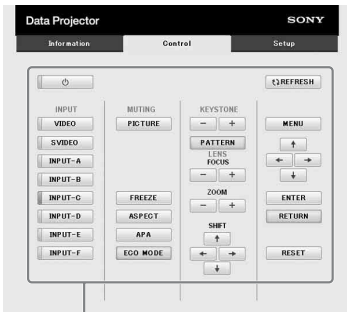 Data Projector SONY
Information Control Setup
REFRESH
INPUT MUTING KEYSTONE
VIDEO PICTURE - + MENU
SVIDEO PATTERN
LENS
INPUT-A FOCUS
INPUT-B - +
INPUT-C FREEZE ZOOM ENTER
- +
INPUT-D ASPECT RETURN
SHIFT
INPUT-E APA
INPUT-F ECO MODE RESET